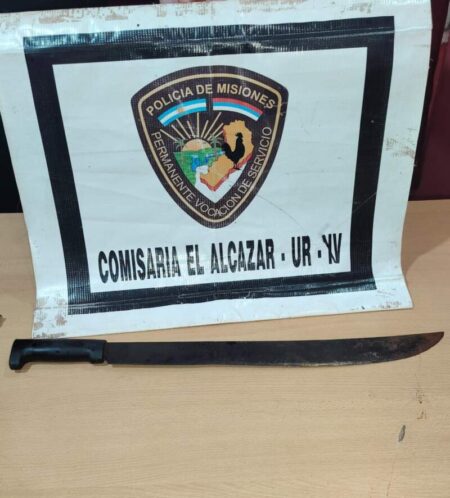 POLICIA DE MISIONES
PERMANENTE VOCACION DE SERVICIO
COMISARIA EL ALCAZAR - UR - XV